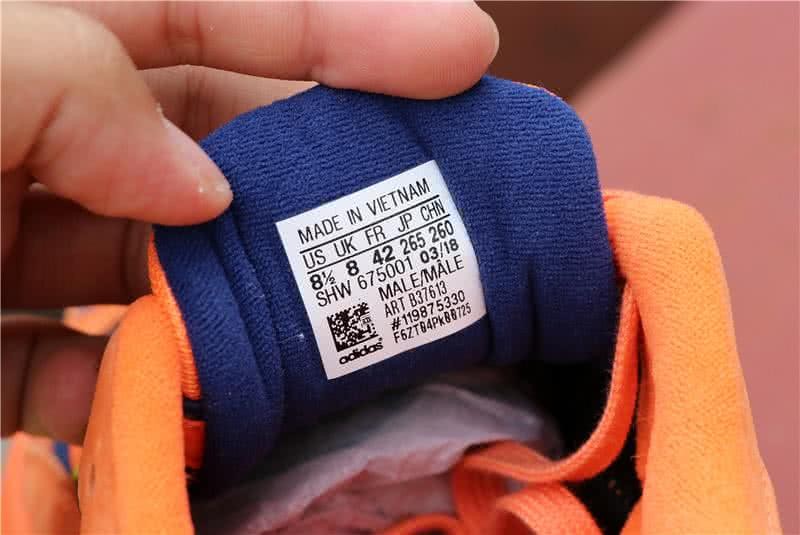 MADE IN VIETNAM
US UK FR JP CHN
8½ 8 42 265 260
SHW 675001 03/18
MALE/MALE
ART B37613
#119875330
F6ZT04PK00725
adidas